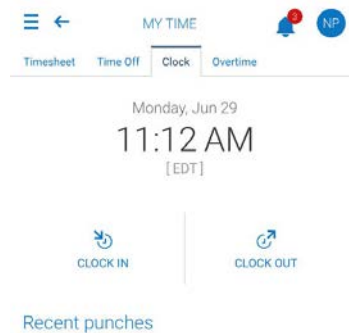 MY TIME
3
NP
Timesheet Time Off Clock Overtime
Monday, Jun 29
11:12 AM
[EDT]
CLOCK IN CLOCK OUT
Recent punches